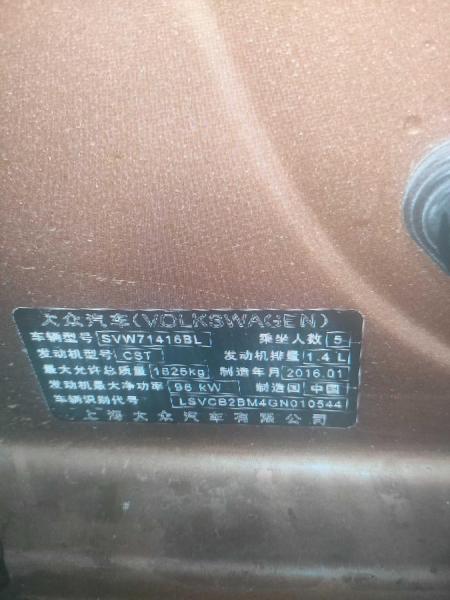 大众汽车(VOLKSWAGEN)
车辆型号 SVW71416BL 乘坐人数 5
发动机型号 CST 发动机排量 1.4 L
最大允许总质量 1825kg 制造年月 2016.01
发动机最大净功率 96 kW 制造国 中国
车辆识别代号 LSVCB2BM4GN010544
上海大众汽车有限公司